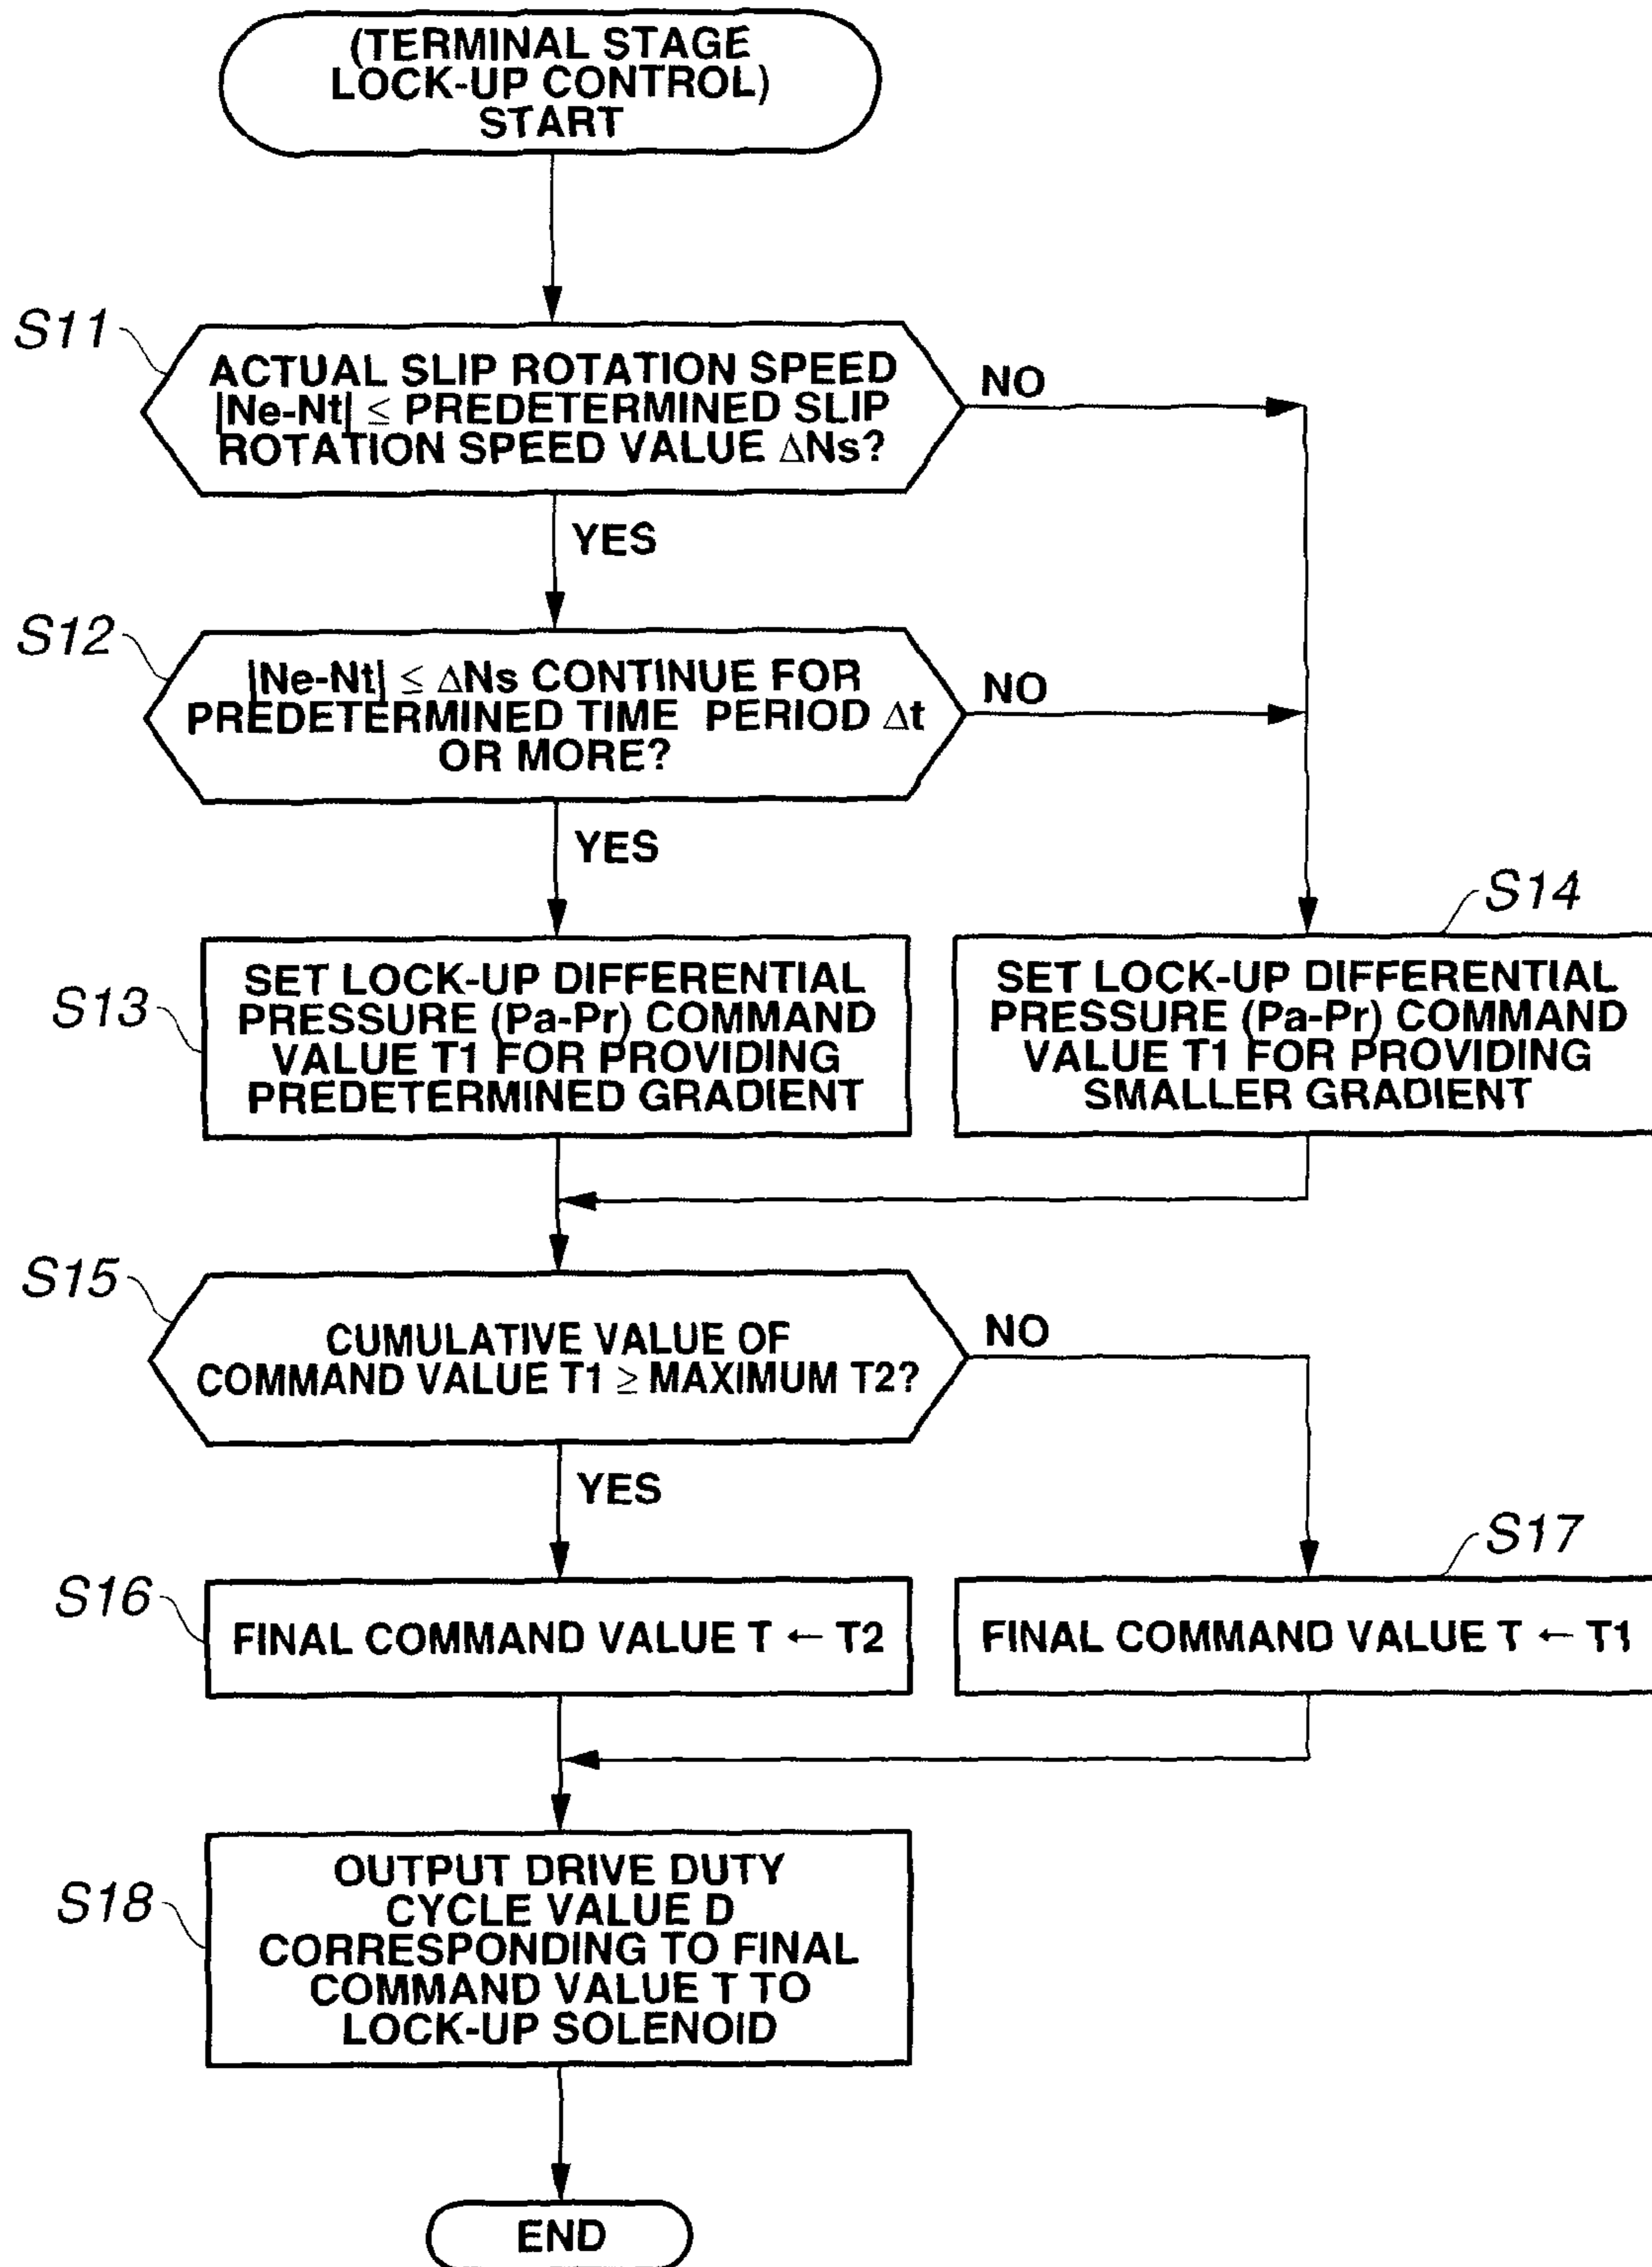 (TERMINAL STAGE
LOCK-UP CONTROL)
START
S11
ACTUAL SLIP ROTATION SPEED
|Ne-Nt| ≤ PREDETERMINED SLIP
ROTATION SPEED VALUE ΔNs?
NO
YES
S12
|Ne-Nt| ≤ ΔNs CONTINUE FOR
PREDETERMINED TIME PERIOD Δt
OR MORE?
NO
YES
S13
SET LOCK-UP DIFFERENTIAL
PRESSURE (Pa-Pr) COMMAND
VALUE T1 FOR PROVIDING
PREDETERMINED GRADIENT
S14
SET LOCK-UP DIFFERENTIAL
PRESSURE (Pa-Pr) COMMAND
VALUE T1 FOR PROVIDING
SMALLER GRADIENT
S15
CUMULATIVE VALUE OF
COMMAND VALUE T1 ≥ MAXIMUM T2?
NO
YES
S16
FINAL COMMAND VALUE T ← T2
S17
FINAL COMMAND VALUE T ← T1
S18
OUTPUT DRIVE DUTY
CYCLE VALUE D
CORRESPONDING TO FINAL
COMMAND VALUE T TO
LOCK-UP SOLENOID
END